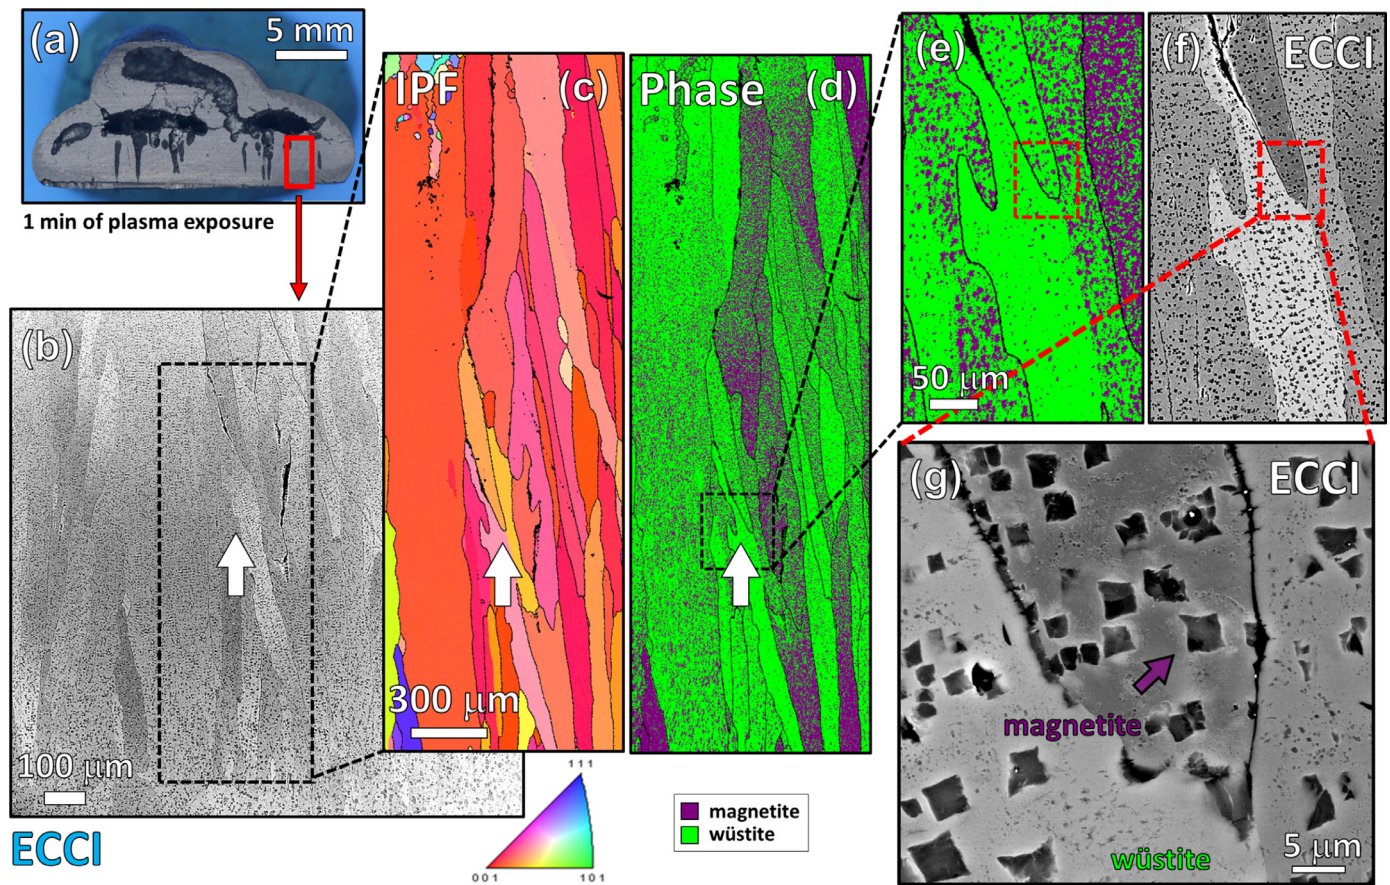 (a)
5 mm
1 min of plasma exposure
(b)
100 µm
ECCI
IPF
(c)
300 µm
111
001
101
Phase
(d)
magnetite
wüstite
(e)
50 µm
(f)
ECCI
(g)
ECCI
magnetite
wüstite
5 µm